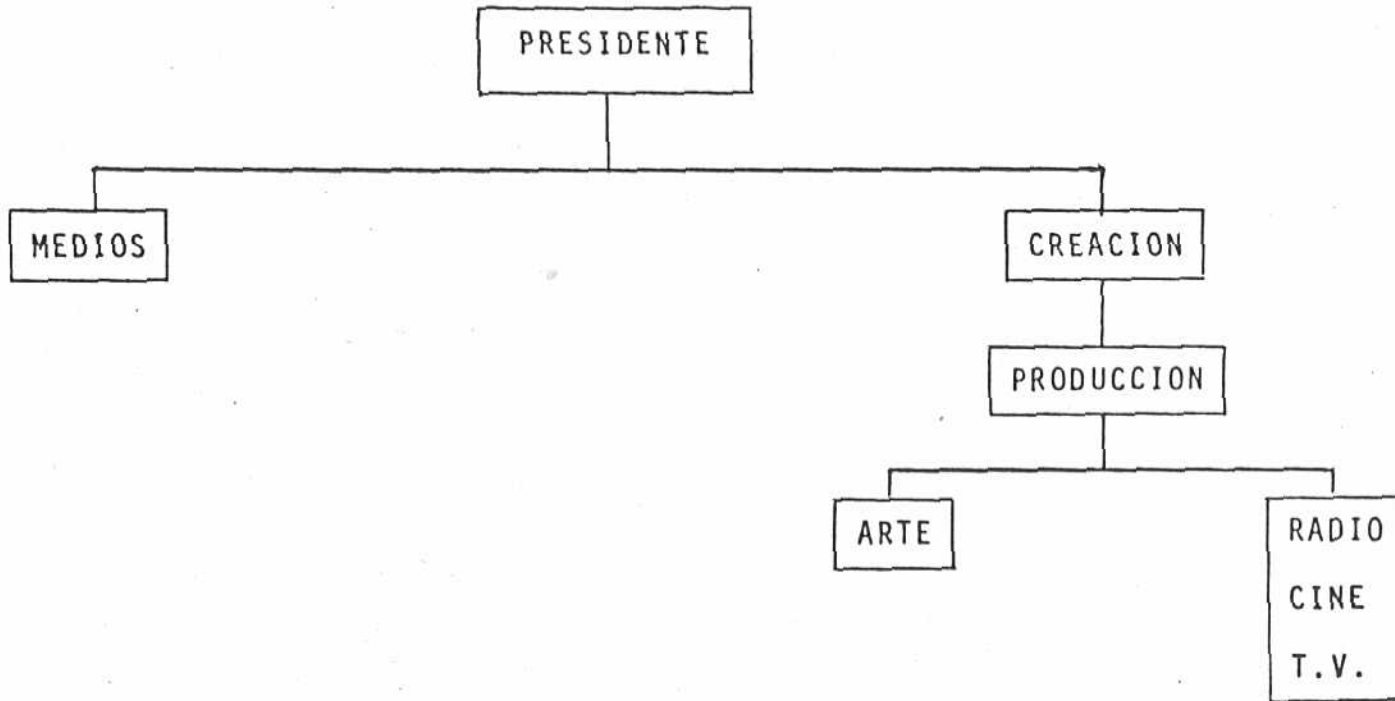 PRESIDENTE
MEDIOS
CREACION
PRODUCCION
ARTE
RADIO
CINE
T.V.